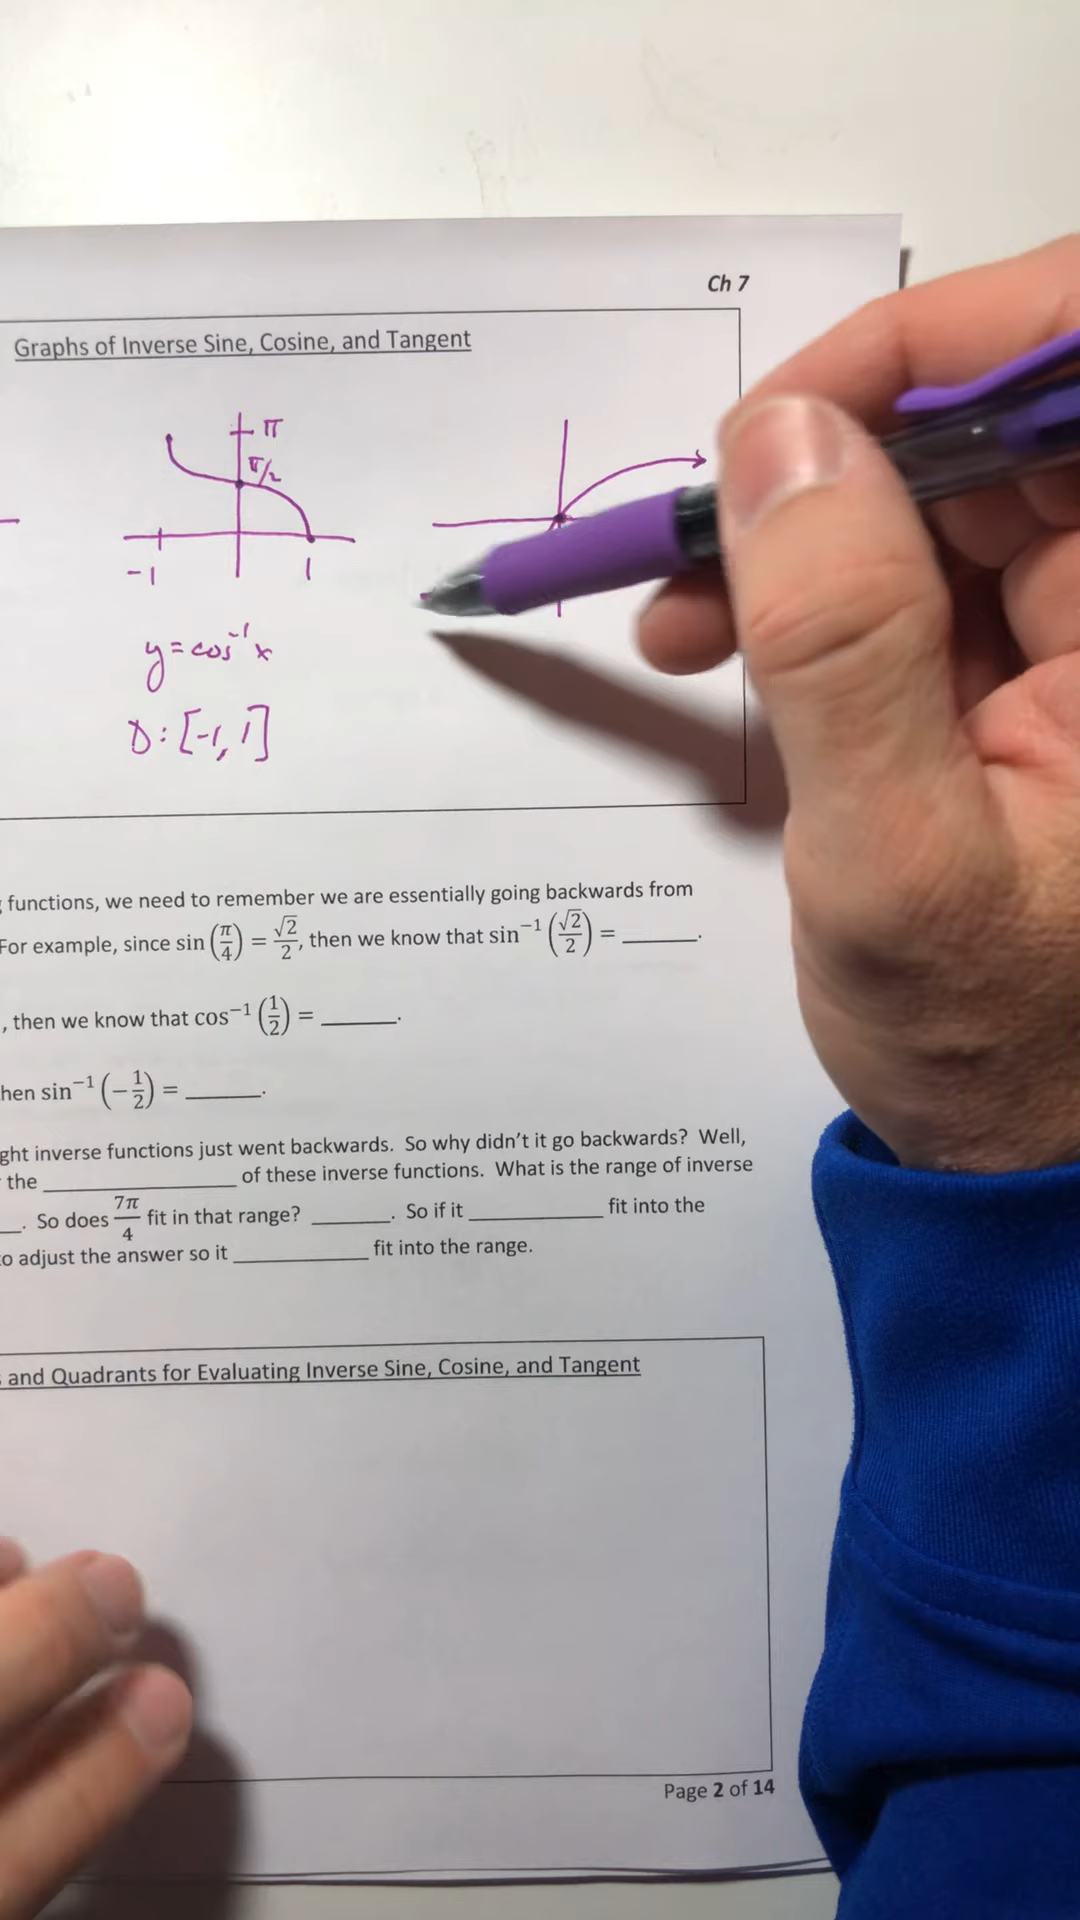 Ch 7
Graphs of Inverse Sine, Cosine, and Tangent
π
π/2
-1
1
y = cos⁻¹ x
D: [-1, 1]
functions, we need to remember we are essentially going backwards from
For example, since sin (π/4) = √2/2, then we know that sin⁻¹ (√2/2) = ______.
, then we know that cos⁻¹ (1/2) = ______.
hen sin⁻¹ (−1/2) = ______.
ght inverse functions just went backwards. So why didn't it go backwards? Well,
the ______________ of these inverse functions. What is the range of inverse
__. So does 7π/4 fit in that range? ______. So if it __________ fit into the
o adjust the answer so it __________ fit into the range.
and Quadrants for Evaluating Inverse Sine, Cosine, and Tangent
Page 2 of 14